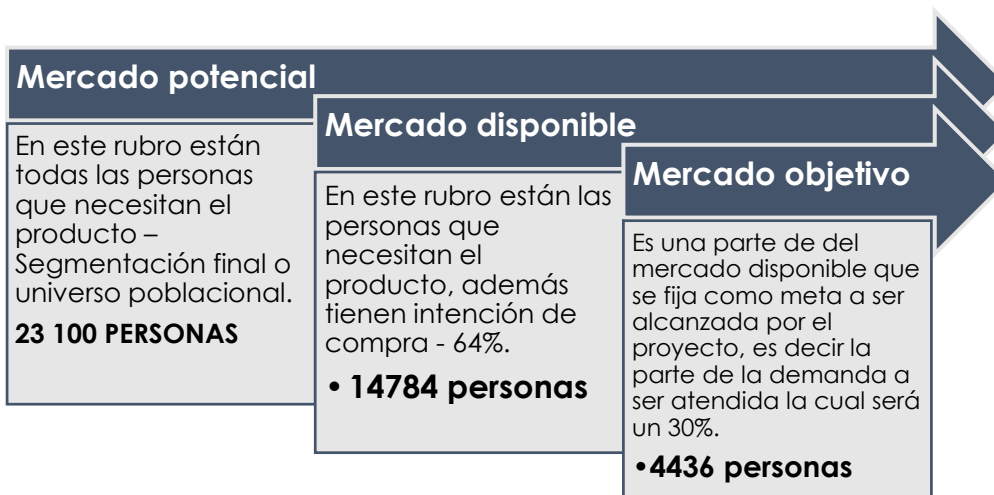 Mercado potencial
En este rubro están
todas las personas
que necesitan el
producto –
Segmentación final o
universo poblacional.
23 100 PERSONAS
Mercado disponible
En este rubro están las
personas que
necesitan el
producto, además
tienen intención de
compra - 64%.
• 14784 personas
Mercado objetivo
Es una parte de del
mercado disponible que
se fija como meta a ser
alcanzada por el
proyecto, es decir la
parte de la demanda a
ser atendida la cual será
un 30%.
•4436 personas